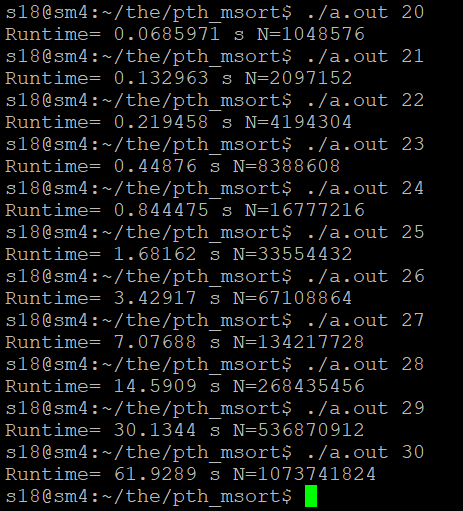 s18@sm4:~/the/pth_msort$ ./a.out 20
Runtime= 0.0685971 s N=1048576
s18@sm4:~/the/pth_msort$ ./a.out 21
Runtime= 0.132963 s N=2097152
s18@sm4:~/the/pth_msort$ ./a.out 22
Runtime= 0.219458 s N=4194304
s18@sm4:~/the/pth_msort$ ./a.out 23
Runtime= 0.44876 s N=8388608
s18@sm4:~/the/pth_msort$ ./a.out 24
Runtime= 0.844475 s N=16777216
s18@sm4:~/the/pth_msort$ ./a.out 25
Runtime= 1.68162 s N=33554432
s18@sm4:~/the/pth_msort$ ./a.out 26
Runtime= 3.42917 s N=67108864
s18@sm4:~/the/pth_msort$ ./a.out 27
Runtime= 7.07688 s N=134217728
s18@sm4:~/the/pth_msort$ ./a.out 28
Runtime= 14.5909 s N=268435456
s18@sm4:~/the/pth_msort$ ./a.out 29
Runtime= 30.1344 s N=536870912
s18@sm4:~/the/pth_msort$ ./a.out 30
Runtime= 61.9289 s N=1073741824
s18@sm4:~/the/pth_msort$